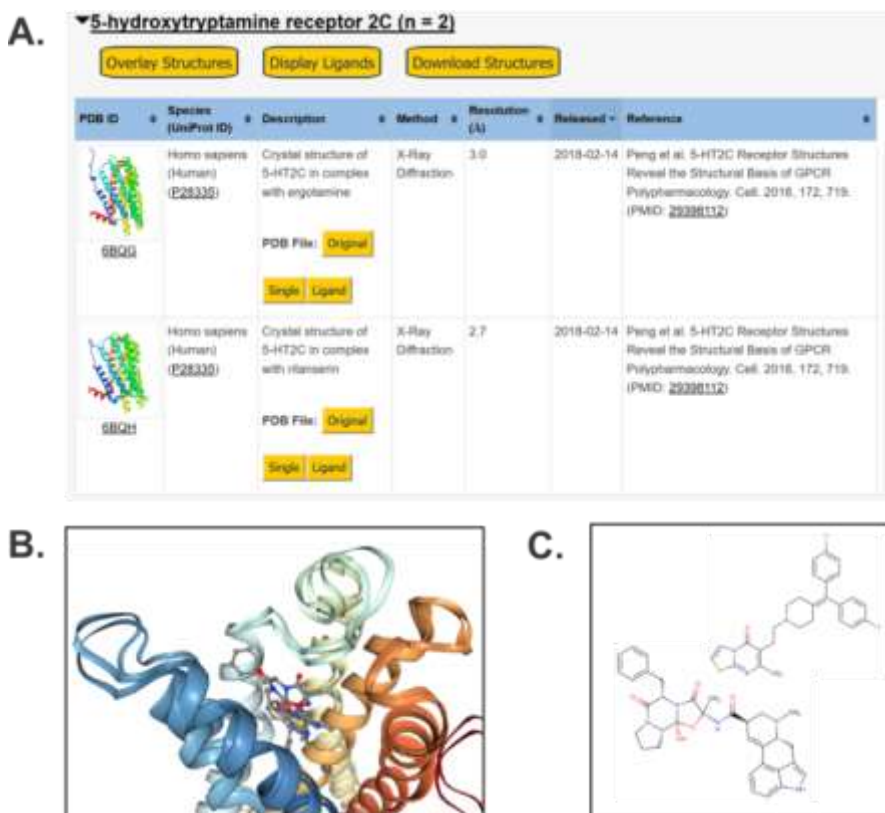 A.
5-hydroxytryptamine receptor 2C (n = 2)
Overlay Structures Display Ligands Download Structures
PDB ID Species (UniProt ID) Description Method Resolution (Å) Released Reference
Homo sapiens (Human) (P28335)
Crystal structure of 5-HT2C in complex with ergotamine
X-Ray Diffraction
3.0
2018-02-14
Peng et al. 5-HT2C Receptor Structures
Reveal the Structural Basis of GPCR
Polypharmacology. Cell. 2018, 172, 719.
(PMID: 29398112)
6BQG
PDB File: Original
Single Ligand
Homo sapiens (Human) (P28335)
Crystal structure of 5-HT2C in complex with ritanserin
X-Ray Diffraction
2.7
2018-02-14
Peng et al. 5-HT2C Receptor Structures
Reveal the Structural Basis of GPCR
Polypharmacology. Cell. 2018, 172, 719.
(PMID: 29398112)
6BQH
PDB File: Original
Single Ligand
B.
C.